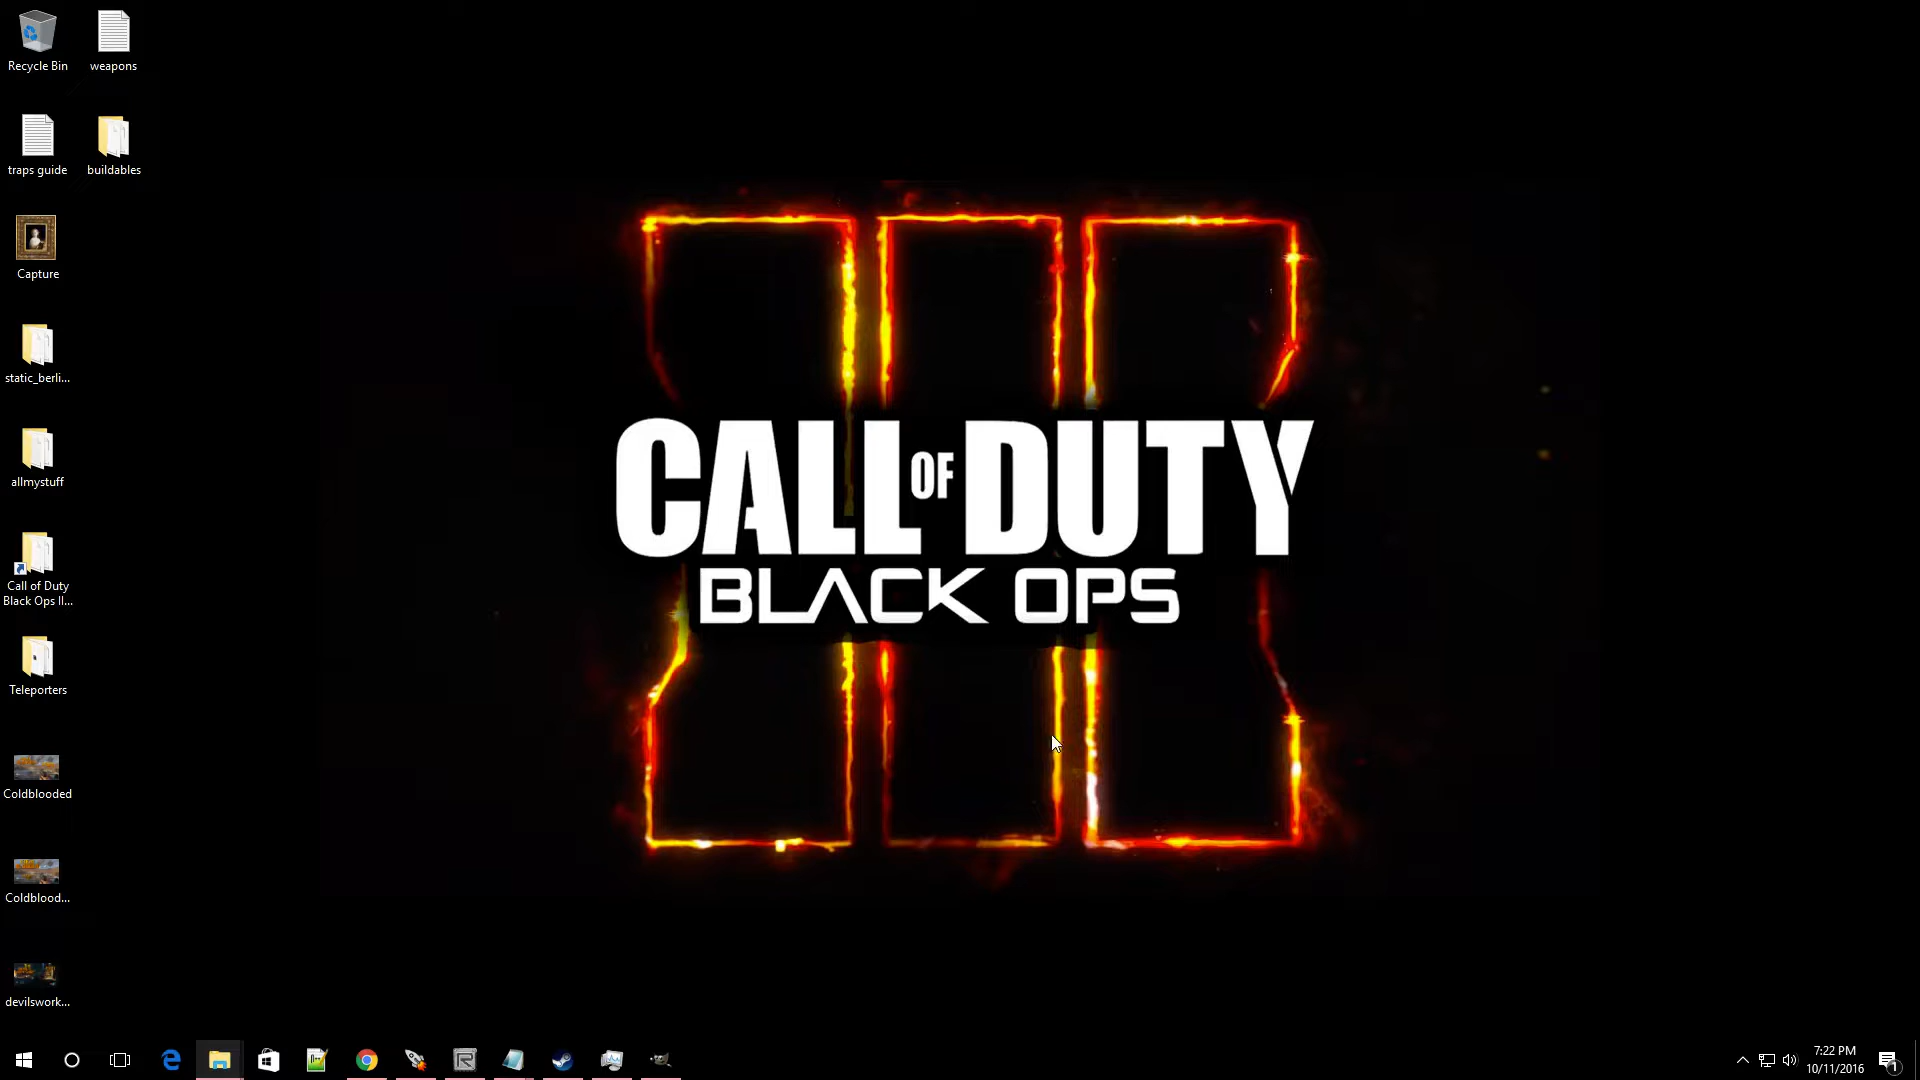 Recycle Bin
weapons
traps guide
buildables
Capture
static_berli...
allmystuff
Call of Duty
Black Ops II...
Teleporters
Coldblooded
Coldblood...
devilswork...
CALL OF DUTY
BLACK OPS
7:22 PM
10/11/2016
1